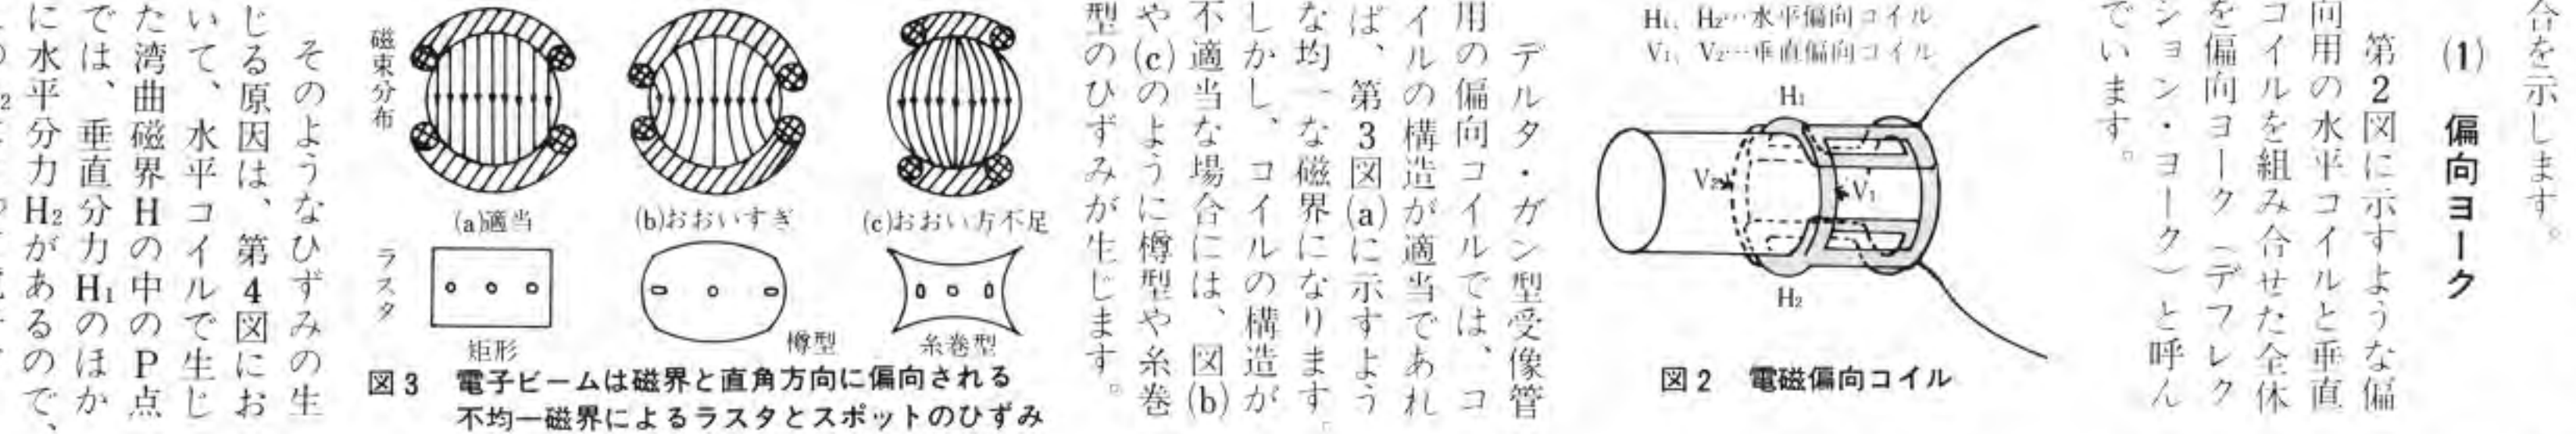 合を示します。
(1) 偏向ヨーク
第2図に示すような偏
向用の水平コイルと垂直
コイルを組み合せた全体
を偏向ヨーク(デフレク
ション・ヨーク)と呼ん
でいます。
H₁、H₂…水平偏向コイル
V₁、V₂…垂直偏向コイル
H₁
V₂
V₁
H₂
図2 電磁偏向コイル
デルタ・ガン型受像管
用の偏向コイルでは、コ
イルの構造が適当であれ
ば、第3図(a)に示すよう
な均一な磁界になります。
しかし、コイルの構造が
不適当な場合には、図(b)
や(c)のように樽型や糸巻
型のひずみが生じます。
磁束分布
(a)適当
(b)おおいすぎ
(c)おおい方不足
ラスタ
矩形
樽型
糸巻型
図3 電子ビームは磁界と直角方向に偏向される
不均一磁界によるラスタとスポットのひずみ
そのようなひずみの生
じる原因は、第4図にお
いて、水平コイルで生じ
た湾曲磁界Hの中のP点
では、垂直分力H₁のほか
に水平分力H₂があるので、